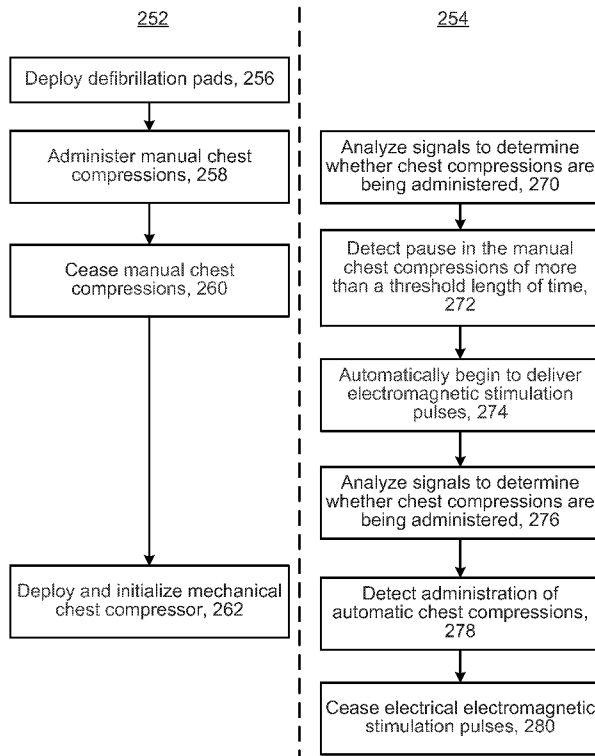 252
Deploy defibrillation pads, 256
Administer manual chest
compressions, 258
Cease manual chest
compressions, 260
Deploy and initialize mechanical
chest compressor, 262
254
Analyze signals to determine
whether chest compressions are
being administered, 270
Detect pause in the manual
chest compressions of more
than a threshold length of time,
272
Automatically begin to deliver
electromagnetic stimulation
pulses, 274
Analyze signals to determine
whether chest compressions are
being administered, 276
Detect administration of
automatic chest compressions,
278
Cease electrical electromagnetic
stimulation pulses, 280